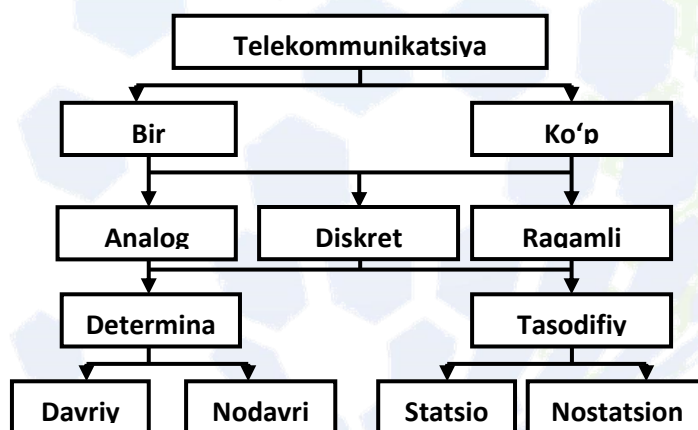 Telekommunikatsiya
Bir
Ko‘p
Analog
Diskret
Raqamli
Determina
Tasodifiy
Davriy
Nodavri
Statsio
Nostatsion